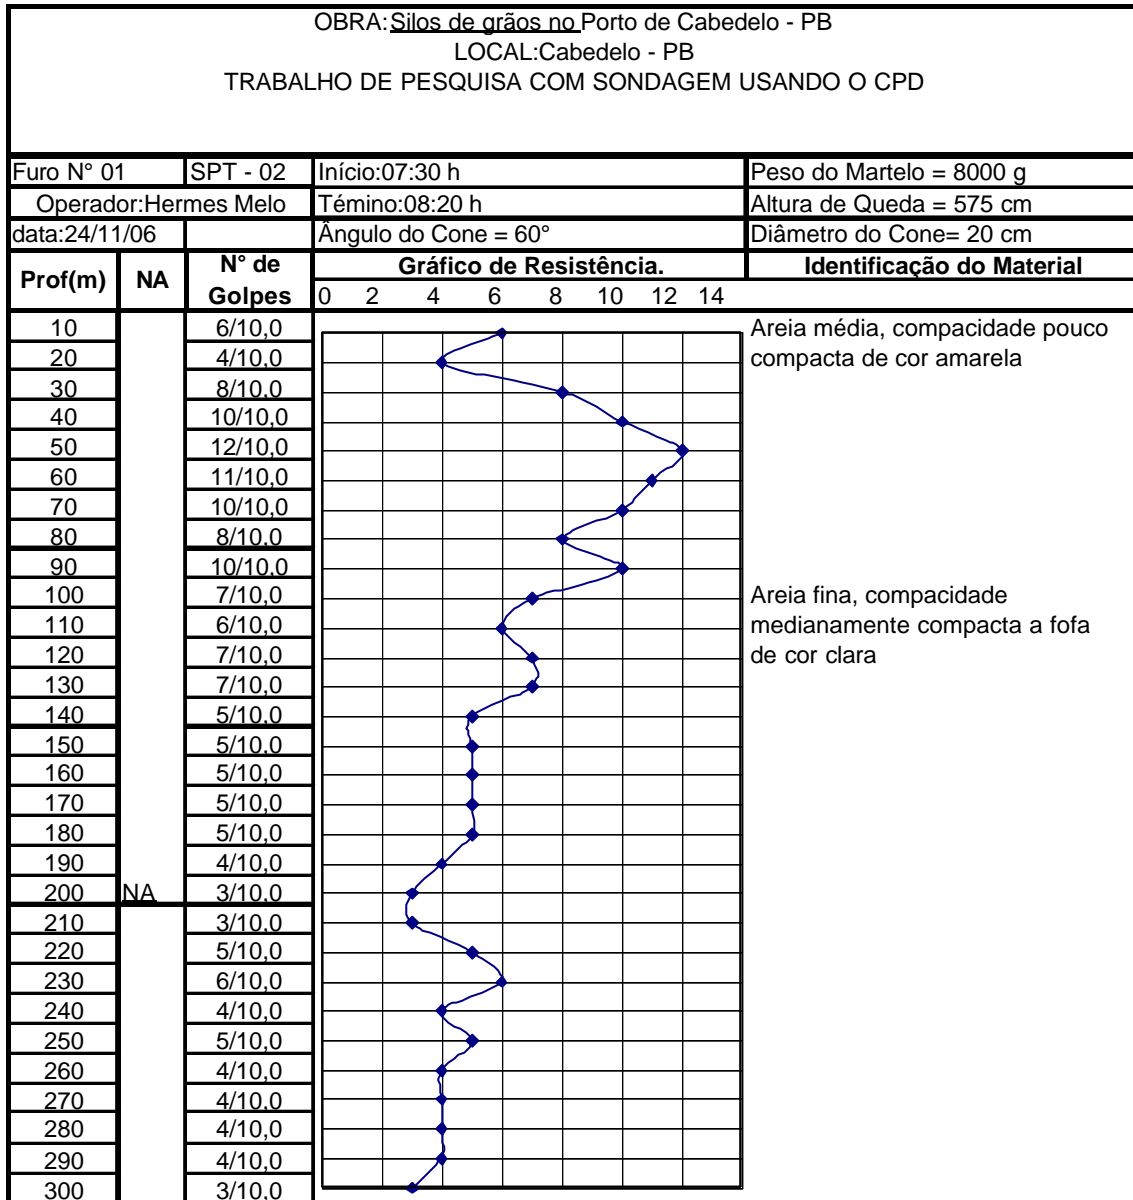 OBRA:Silos de grãos no Porto de Cabedelo - PB
LOCAL:Cabedelo - PB
TRABALHO DE PESQUISA COM SONDAGEM USANDO O CPD
Furo N° 01 SPT - 02 Início:07:30 h Peso do Martelo = 8000 g
Operador:Hermes Melo Témino:08:20 h Altura de Queda = 575 cm
data:24/11/06 Ângulo do Cone = 60° Diâmetro do Cone= 20 cm
Prof(m) NA N° de Golpes Gráfico de Resistência. Identificação do Material
0 2 4 6 8 10 12 14
10 6/10,0 Areia média, compacidade pouco
20 4/10,0 compacta de cor amarela
30 8/10,0
40 10/10,0
50 12/10,0
60 11/10,0
70 10/10,0
80 8/10,0
90 10/10,0
100 7/10,0 Areia fina, compacidade
110 6/10,0 medianamente compacta a fofa
120 7/10,0 de cor clara
130 7/10,0
140 5/10,0
150 5/10,0
160 5/10,0
170 5/10,0
180 5/10,0
190 4/10,0
200 NA 3/10,0
210 3/10,0
220 5/10,0
230 6/10,0
240 4/10,0
250 5/10,0
260 4/10,0
270 4/10,0
280 4/10,0
290 4/10,0
300 3/10,0